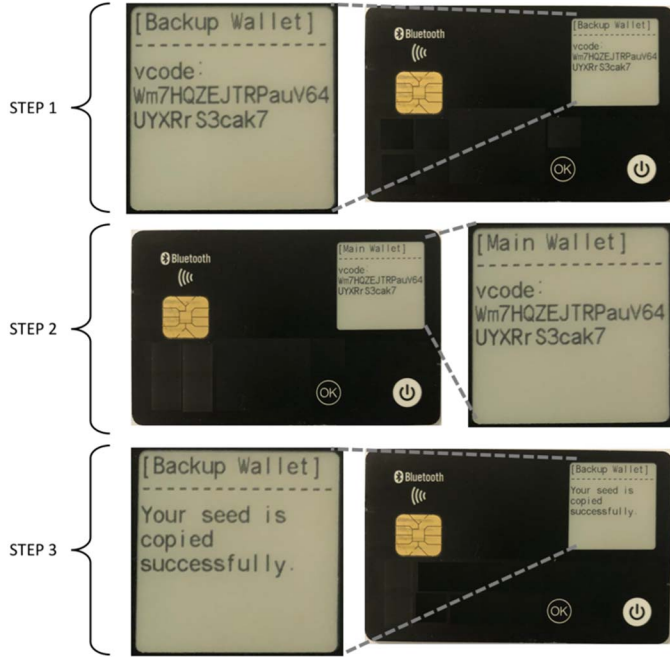 STEP 1
[Backup Wallet]
vcode:
Wm7HQZEJTRPauV64
UYXRrS3cak7
Bluetooth
[Backup Wallet]
vcode:
Wm7HQZEJTRPauV64
UYXRrS3cak7
OK
STEP 2
Bluetooth
[Main Wallet]
vcode:
Wm7HQZEJTRPauV64
UYXRrS3cak7
OK
[Main Wallet]
vcode:
Wm7HQZEJTRPauV64
UYXRrS3cak7
STEP 3
[Backup Wallet]
Your seed is
copied
successfully.
Bluetooth
[Backup Wallet]
Your seed is
copied
successfully.
OK